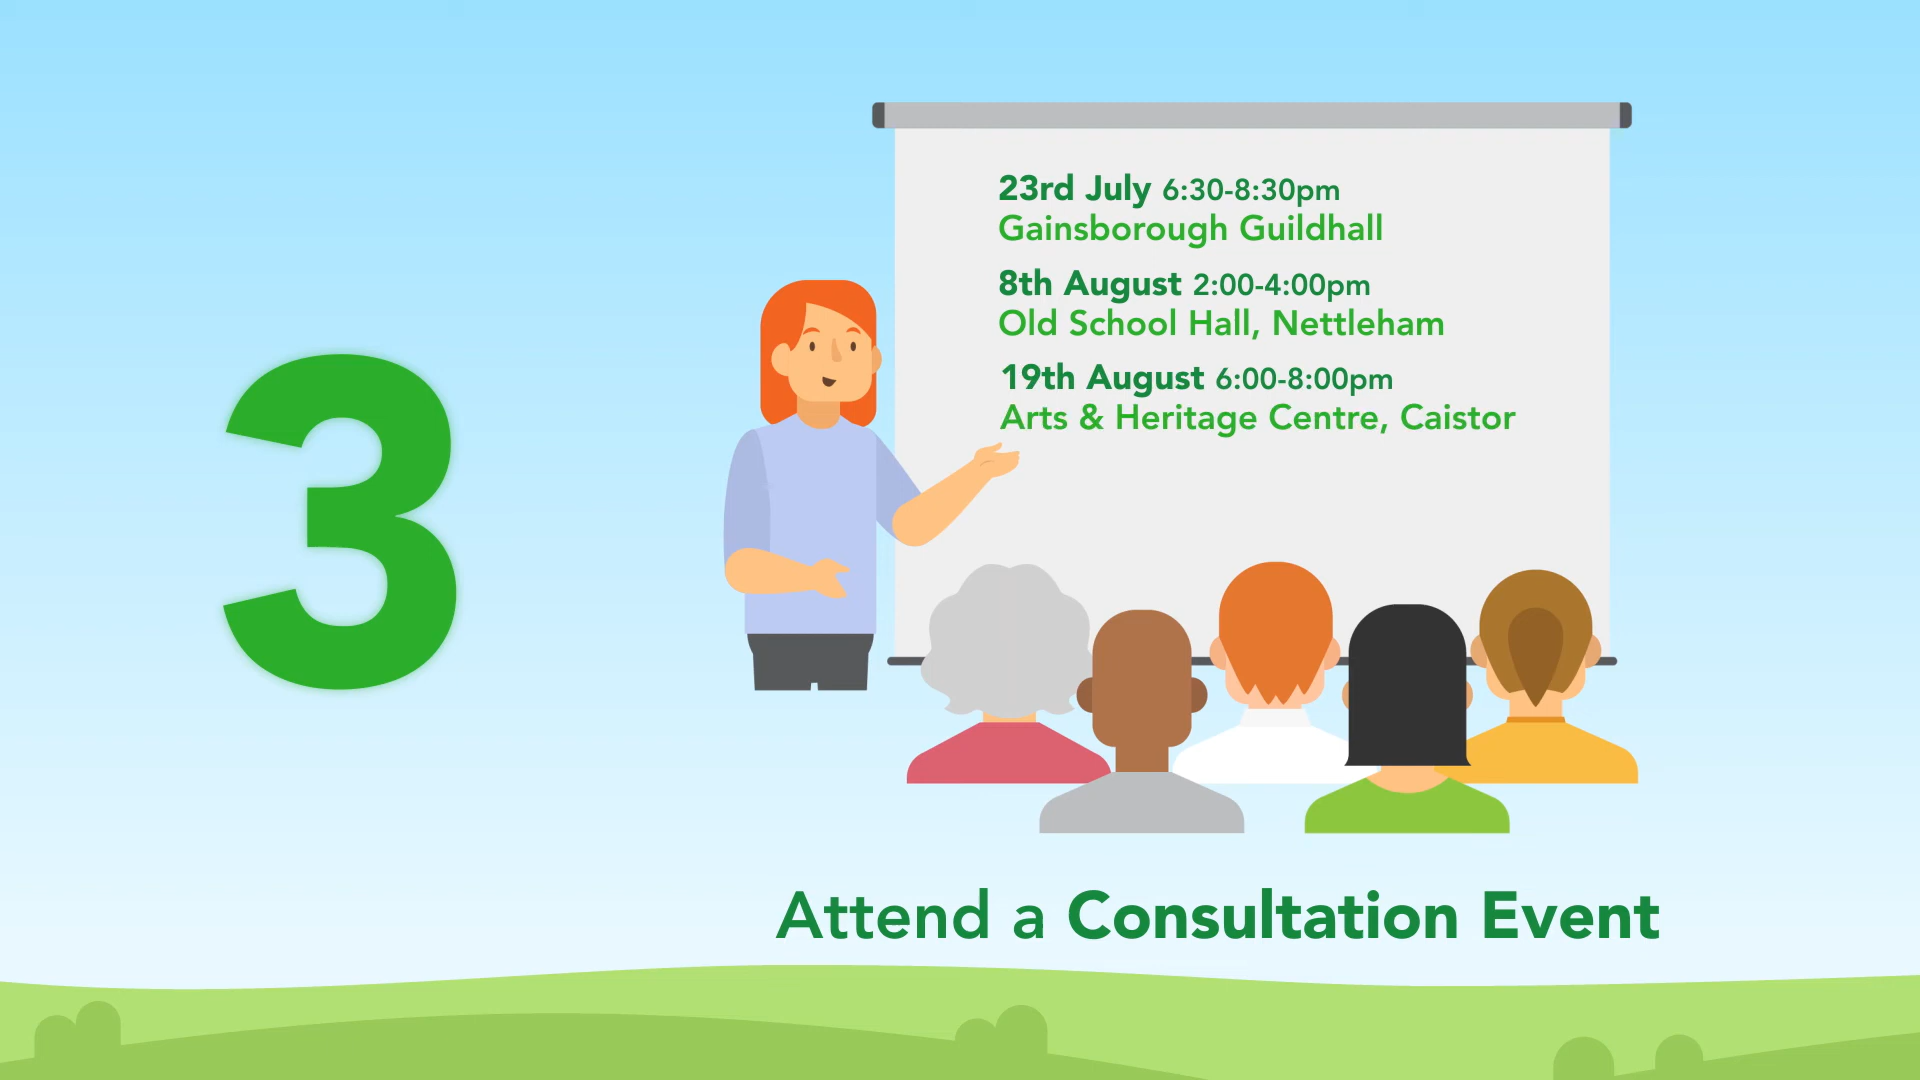 3
23rd July 6:30-8:30pm
Gainsborough Guildhall
8th August 2:00-4:00pm
Old School Hall, Nettleham
19th August 6:00-8:00pm
Arts & Heritage Centre, Caistor
Attend a Consultation Event